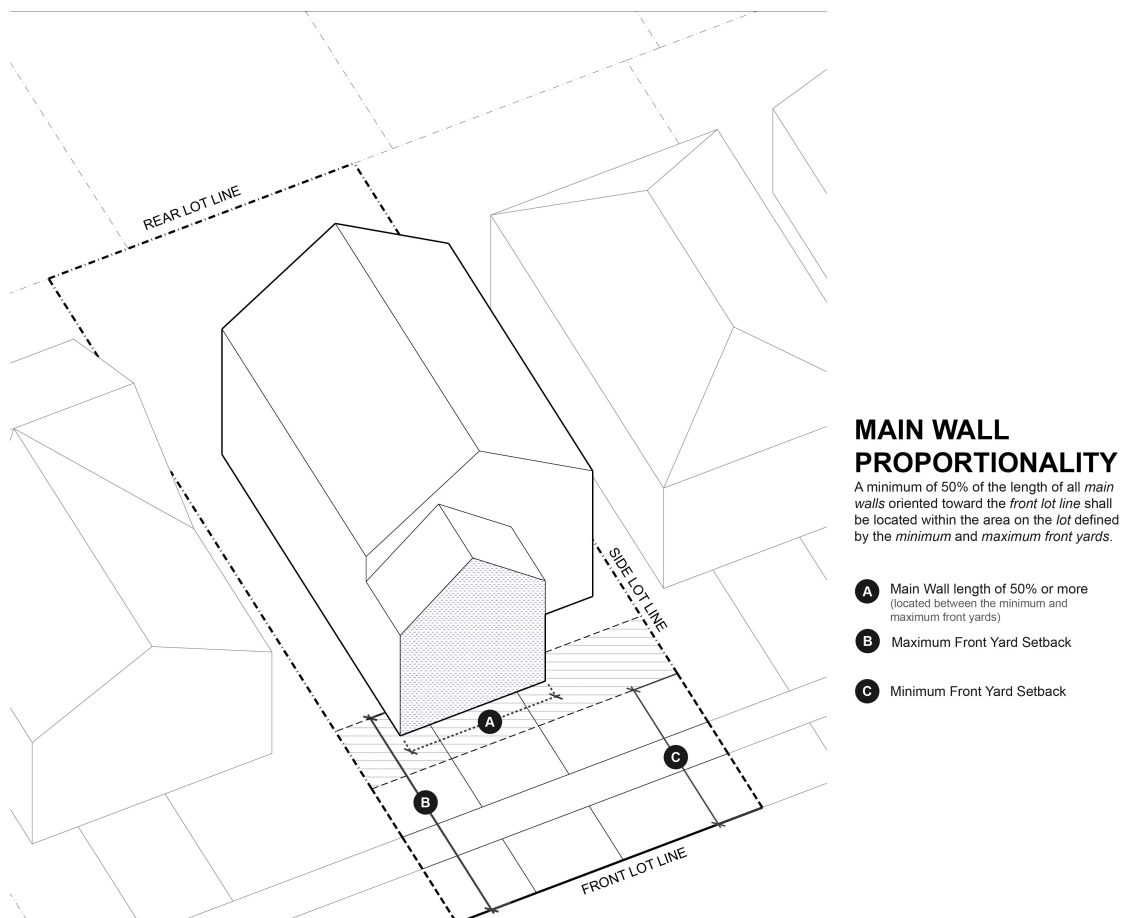 REAR LOT LINE
SIDE LOT LINE
FRONT LOT LINE
A
B
C
MAIN WALL
PROPORTIONALITY
A minimum of 50% of the length of all main
walls oriented toward the front lot line shall
be located within the area on the lot defined
by the minimum and maximum front yards.
A Main Wall length of 50% or more
(located between the minimum and
maximum front yards)
B Maximum Front Yard Setback
C Minimum Front Yard Setback